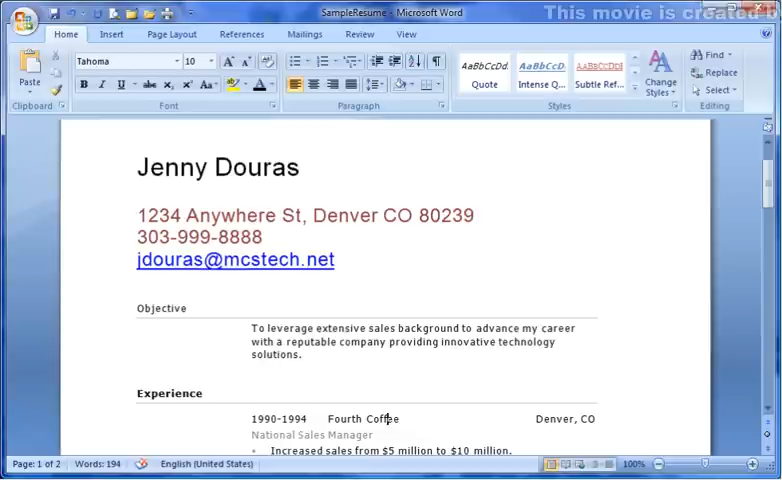 SampleResume - Microsoft Word
This movie is created b
Home Insert Page Layout References Mailings Review View
Paste
Clipboard
Tahoma 10
Font
Paragraph
AaBbCcDd. AaBbCcDd. AaBbCcDd
Quote Intense Q... Subtle Ref...
Styles
Change Styles
Find
Replace
Select
Editing
Jenny Douras
1234 Anywhere St, Denver CO 80239
303-999-8888
jdouras@mcstech.net
Objective
To leverage extensive sales background to advance my career
with a reputable company providing innovative technology
solutions.
Experience
1990-1994 Fourth Coffee Denver, CO
National Sales Manager
• Increased sales from $5 million to $10 million.
Page: 1 of 2 Words: 194 English (United States) 100%